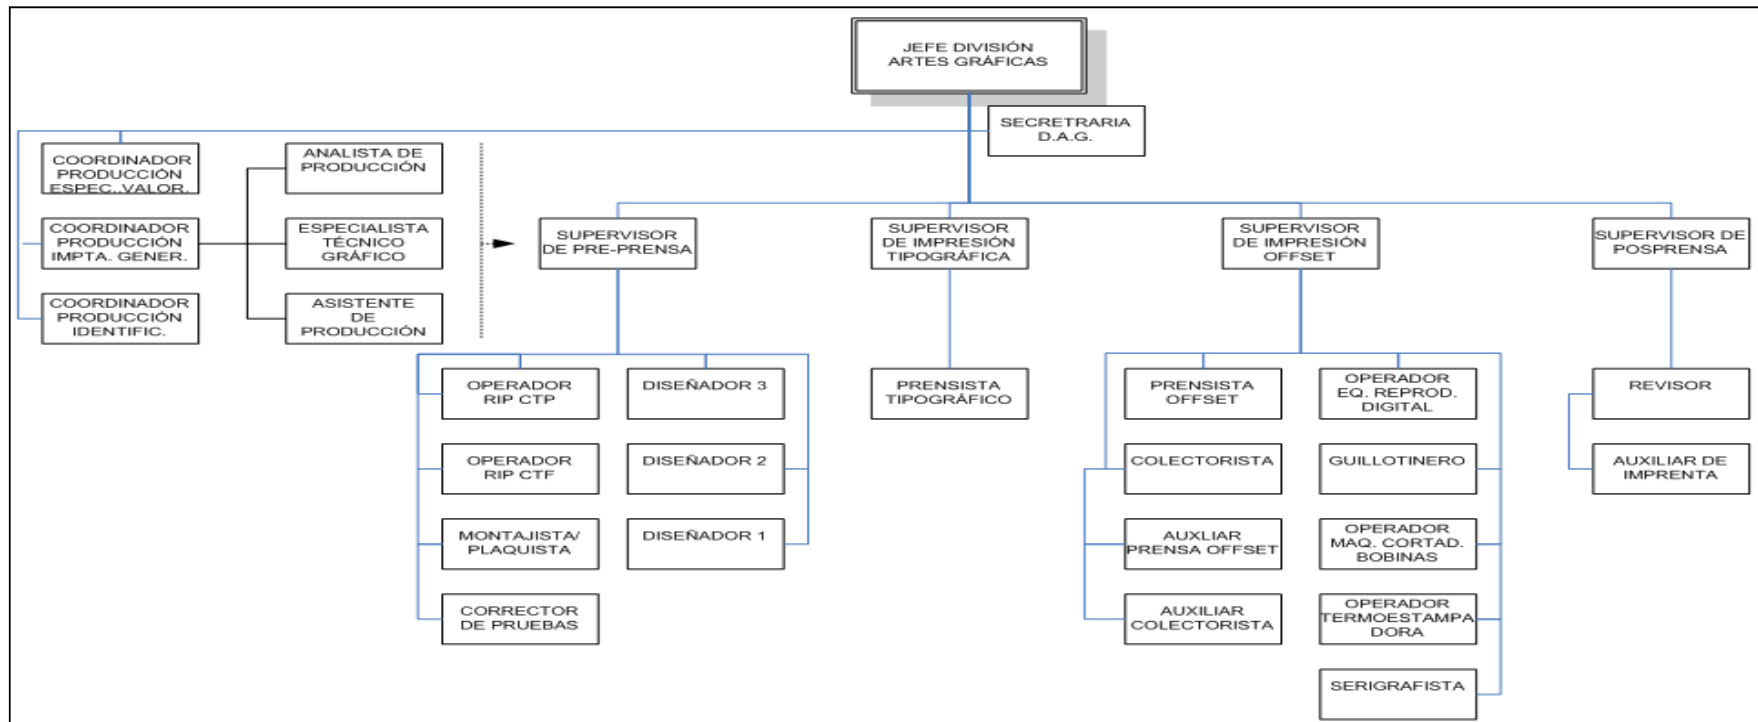 JEFE DIVISIÓN
ARTES GRÁFICAS
SECRETRARIA
D.A.G.
COORDINADOR
PRODUCCIÓN
ESPEC..VALOR.
ANALISTA DE
PRODUCCIÓN
COORDINADOR
PRODUCCIÓN
IMPTA. GENER.
ESPECIALISTA
TÉCNICO
GRÁFICO
COORDINADOR
PRODUCCIÓN
IDENTIFIC.
ASISTENTE
DE
PRODUCCIÓN
SUPERVISOR
DE PRE-PRENSA
SUPERVISOR
DE IMPRESIÓN
TIPOGRÁFICA
SUPERVISOR
DE IMPRESIÓN
OFFSET
SUPERVISOR DE
POSPRENSA
OPERADOR
RIP CTP
DISEÑADOR 3
OPERADOR
RIP CTF
DISEÑADOR 2
MONTAJISTA/
PLAQUISTA
DISEÑADOR 1
CORRECTOR
DE PRUEBAS
PRENSISTA
TIPOGRÁFICO
PRENSISTA
OFFSET
OPERADOR
EQ. REPROD.
DIGITAL
COLECTORISTA
GUILLOTINERO
AUXLIAR
PRENSA OFFSET
OPERADOR
MAQ. CORTAD.
BOBINAS
AUXILIAR
COLECTORISTA
OPERADOR
TERMOESTAMPA
DORA
SERIGRAFISTA
REVISOR
AUXILIAR DE
IMPRENTA